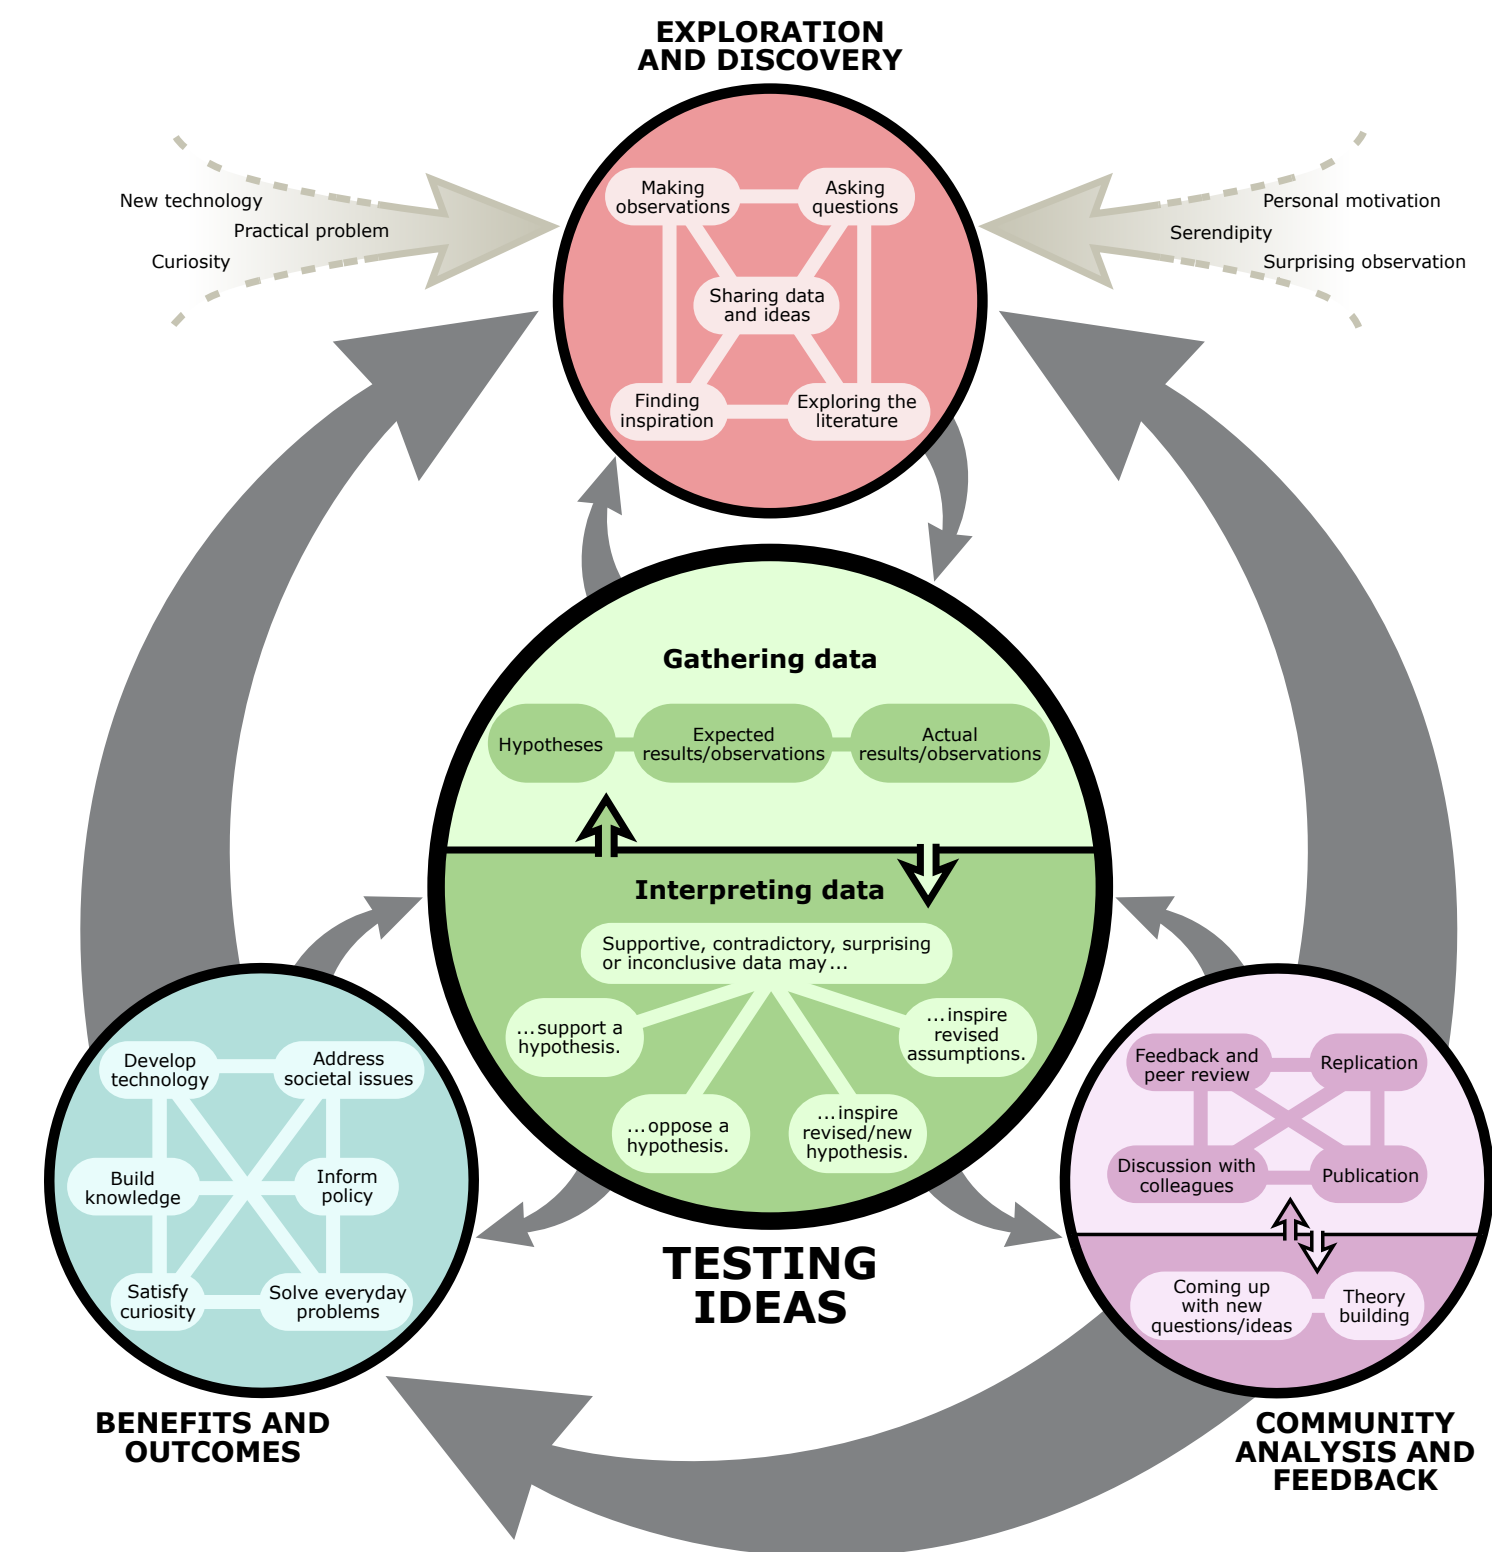 EXPLORATION
AND DISCOVERY
New technology
Practical problem
Curiosity
Personal motivation
Serendipity
Surprising observation
Making
observations
Asking
questions
Sharing data
and ideas
Finding
inspiration
Exploring the
literature
Gathering data
Hypotheses
Expected
results/observations
Actual
results/observations
Interpreting data
Supportive, contradictory, surprising
or inconclusive data may…
…support a
hypothesis.
…oppose a
hypothesis.
…inspire
revised/new
hypothesis.
…inspire
revised
assumptions.
TESTING
IDEAS
Develop
technology
Address
societal issues
Build
knowledge
Inform
policy
Satisfy
curiosity
Solve everyday
problems
BENEFITS AND
OUTCOMES
Feedback and
peer review
Replication
Discussion with
colleagues
Publication
Coming up
with new
questions/ideas
Theory
building
COMMUNITY
ANALYSIS AND
FEEDBACK